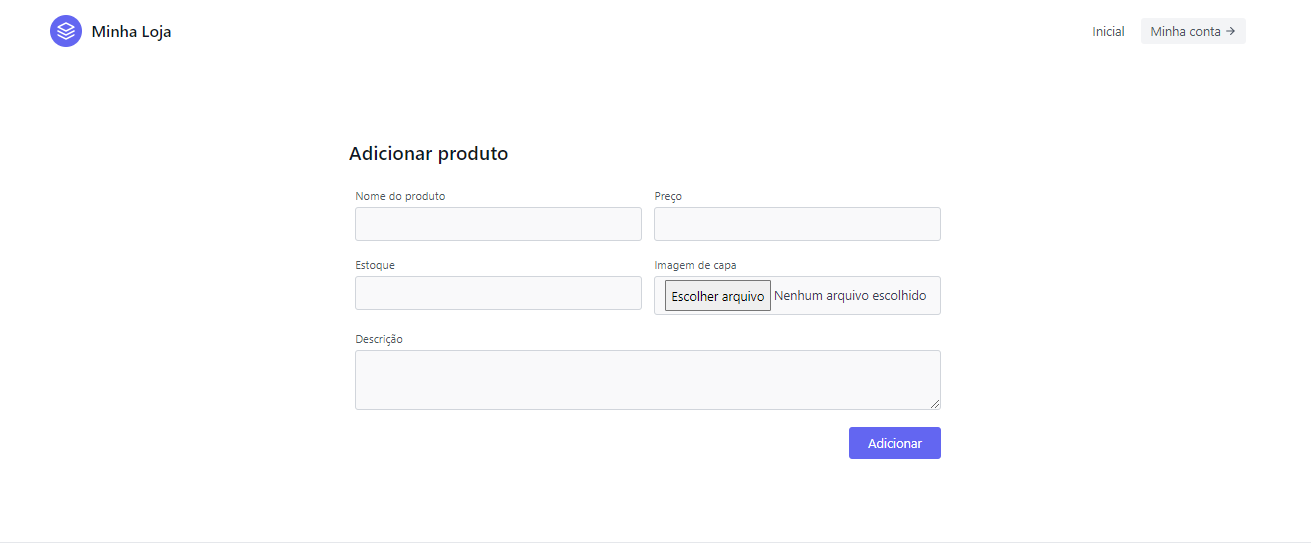 Minha Loja
Inicial
Minha conta →
Adicionar produto
Nome do produto
Preço
Estoque
Imagem de capa
Escolher arquivo Nenhum arquivo escolhido
Descrição
Adicionar